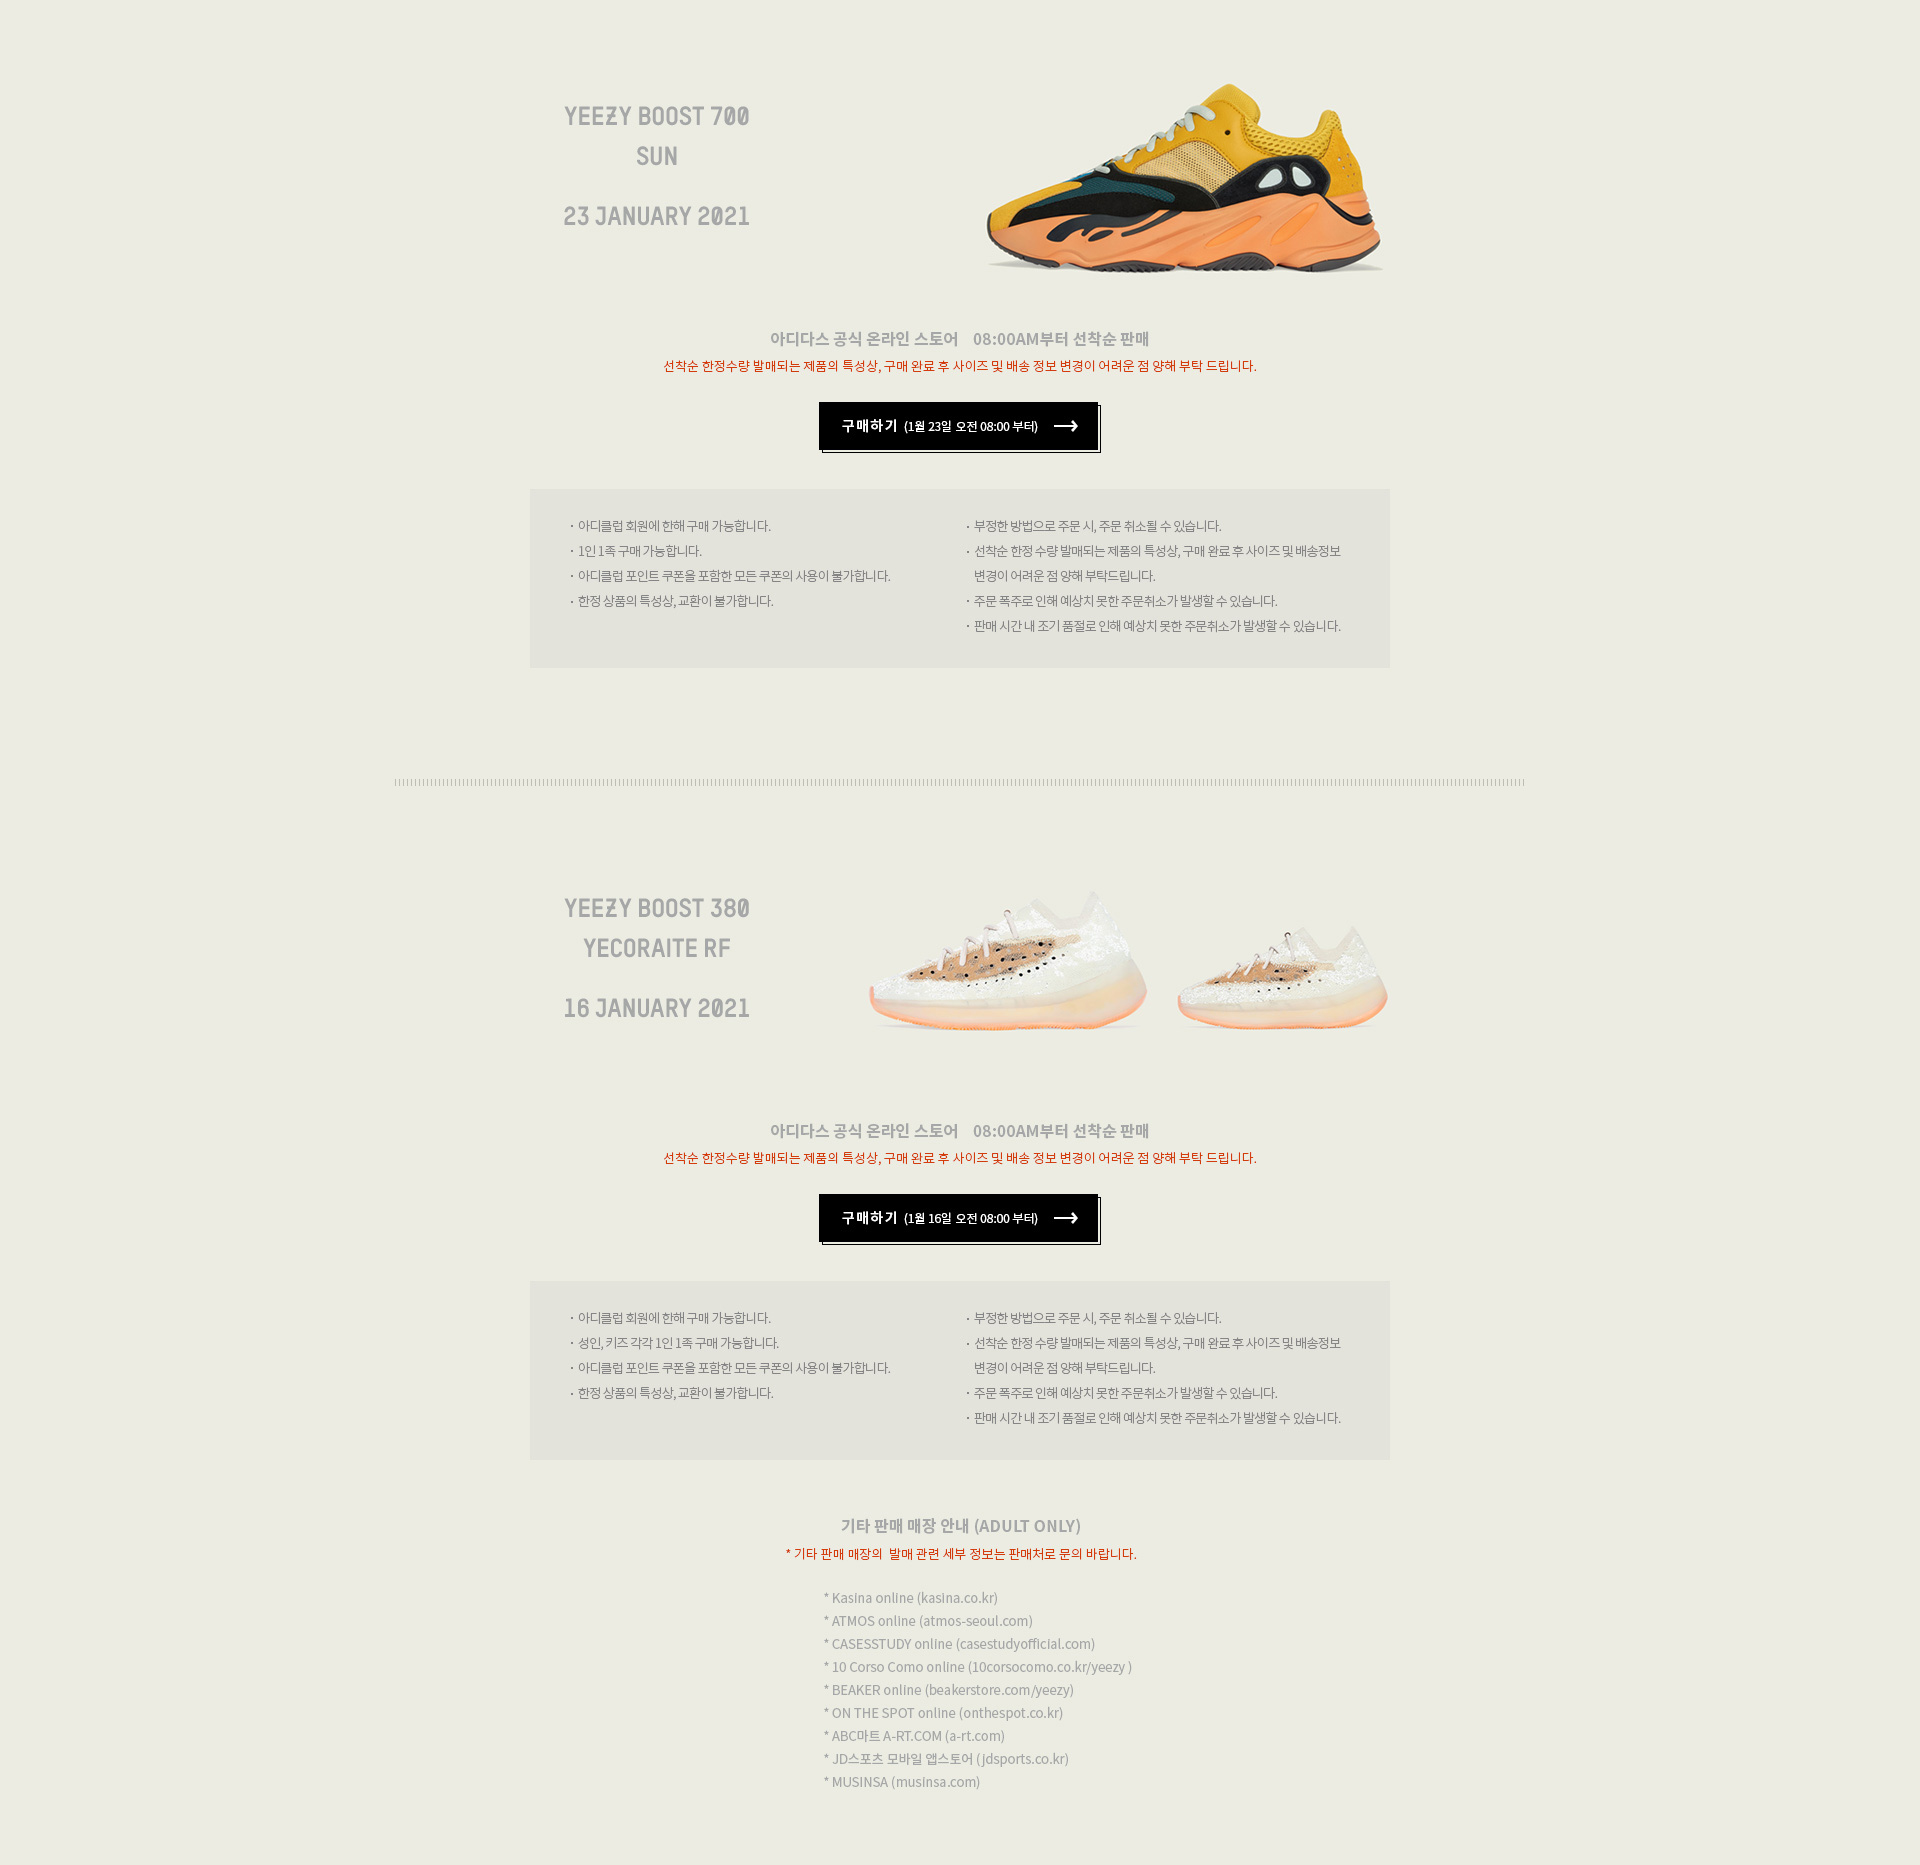 YEEZY BOOST 700
SUN
23 JANUARY 2021
아디다스 공식 온라인 스토어 08:00AM부터 선착순 판매
선착순 한정수량 발매되는 제품의 특성상, 구매 완료 후 사이즈 및 배송 정보 변경이 어려운 점 양해 부탁 드립니다.
구매하기 (1월 23일 오전 08:00 부터) →
· 아디클럽 회원에 한해 구매 가능합니다.
· 1인 1족 구매 가능합니다.
· 아디클럽 포인트 쿠폰을 포함한 모든 쿠폰의 사용이 불가합니다.
· 한정 상품의 특성상, 교환이 불가합니다.
· 부정한 방법으로 주문 시, 주문 취소될 수 있습니다.
· 선착순 한정 수량 발매되는 제품의 특성상, 구매 완료 후 사이즈 및 배송정보
변경이 어려운 점 양해 부탁드립니다.
· 주문 폭주로 인해 예상치 못한 주문취소가 발생할 수 있습니다.
· 판매 시간 내 조기 품절로 인해 예상치 못한 주문취소가 발생할 수 있습니다.
YEEZY BOOST 380
YECORAITE RF
16 JANUARY 2021
아디다스 공식 온라인 스토어 08:00AM부터 선착순 판매
선착순 한정수량 발매되는 제품의 특성상, 구매 완료 후 사이즈 및 배송 정보 변경이 어려운 점 양해 부탁 드립니다.
구매하기 (1월 16일 오전 08:00 부터) →
· 아디클럽 회원에 한해 구매 가능합니다.
· 성인, 키즈 각각 1인 1족 구매 가능합니다.
· 아디클럽 포인트 쿠폰을 포함한 모든 쿠폰의 사용이 불가합니다.
· 한정 상품의 특성상, 교환이 불가합니다.
· 부정한 방법으로 주문 시, 주문 취소될 수 있습니다.
· 선착순 한정 수량 발매되는 제품의 특성상, 구매 완료 후 사이즈 및 배송정보
변경이 어려운 점 양해 부탁드립니다.
· 주문 폭주로 인해 예상치 못한 주문취소가 발생할 수 있습니다.
· 판매 시간 내 조기 품절로 인해 예상치 못한 주문취소가 발생할 수 있습니다.
기타 판매 매장 안내 (ADULT ONLY)
* 기타 판매 매장의 발매 관련 세부 정보는 판매처로 문의 바랍니다.
* Kasina online (kasina.co.kr)
* ATMOS online (atmos-seoul.com)
* CASESSTUDY online (casestudyofficial.com)
* 10 Corso Como online (10corsocomo.co.kr/yeezy )
* BEAKER online (beakerstore.com/yeezy)
* ON THE SPOT online (onthespot.co.kr)
* ABC마트 A-RT.COM (a-rt.com)
* JD스포츠 모바일 앱스토어 (jdsports.co.kr)
* MUSINSA (musinsa.com)